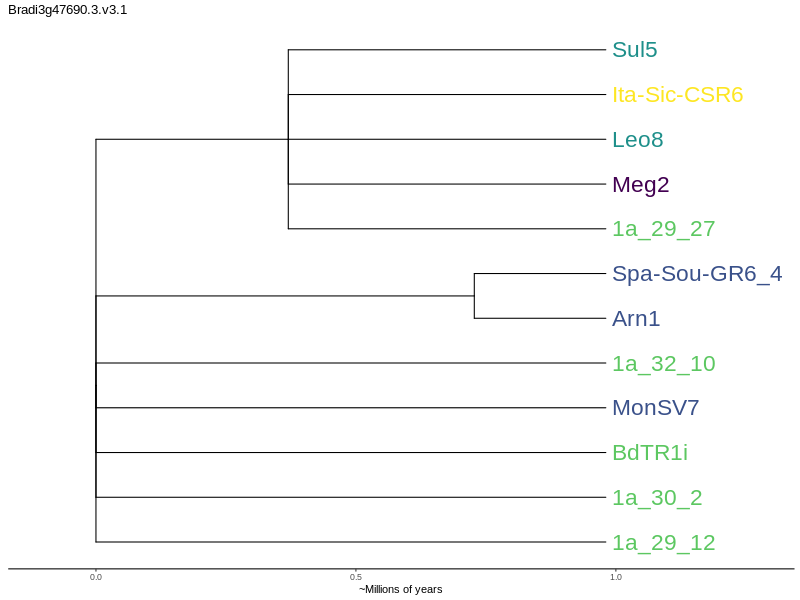 Bradi3g47690.3.v3.1
Sul5
Ita-Sic-CSR6
Leo8
Meg2
1a_29_27
Spa-Sou-GR6_4
Arn1
1a_32_10
MonSV7
BdTR1i
1a_30_2
1a_29_12
0.0 0.5 1.0
~Millions of years